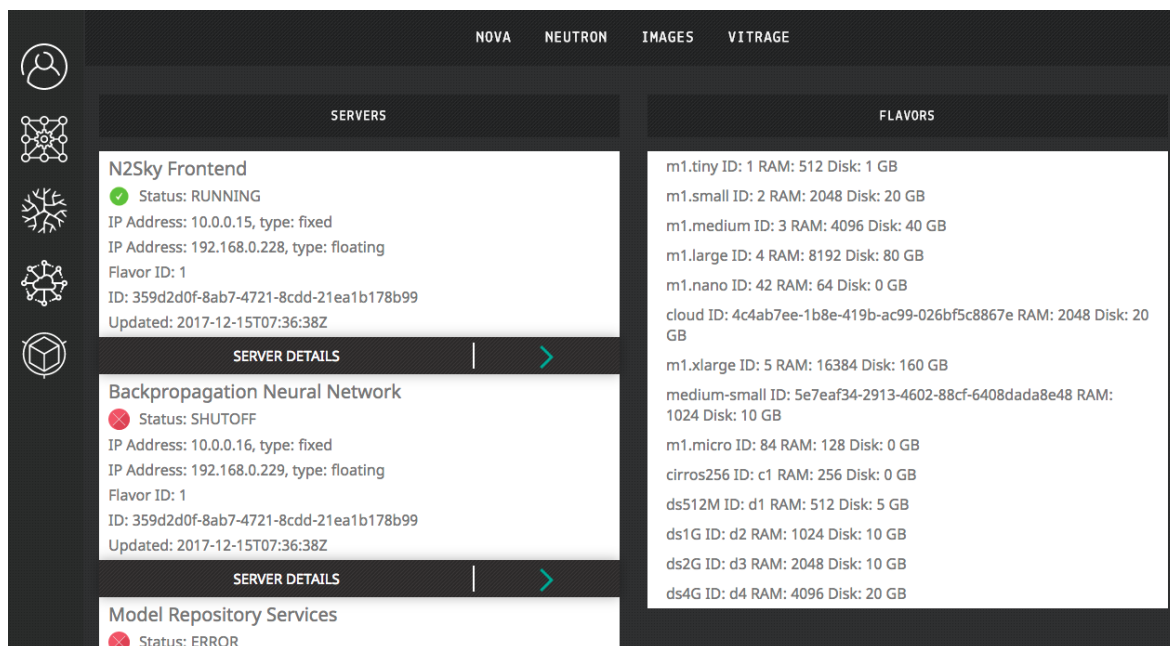 NOVA NEUTRON IMAGES VITRAGE
SERVERS
N2Sky Frontend
Status: RUNNING
IP Address: 10.0.0.15, type: fixed
IP Address: 192.168.0.228, type: floating
Flavor ID: 1
ID: 359d2d0f-8ab7-4721-8cdd-21ea1b178b99
Updated: 2017-12-15T07:36:38Z
SERVER DETAILS
Backpropagation Neural Network
Status: SHUTOFF
IP Address: 10.0.0.16, type: fixed
IP Address: 192.168.0.229, type: floating
Flavor ID: 1
ID: 359d2d0f-8ab7-4721-8cdd-21ea1b178b99
Updated: 2017-12-15T07:36:38Z
SERVER DETAILS
Model Repository Services
Status: ERROR
FLAVORS
m1.tiny ID: 1 RAM: 512 Disk: 1 GB
m1.small ID: 2 RAM: 2048 Disk: 20 GB
m1.medium ID: 3 RAM: 4096 Disk: 40 GB
m1.large ID: 4 RAM: 8192 Disk: 80 GB
m1.nano ID: 42 RAM: 64 Disk: 0 GB
cloud ID: 4c4ab7ee-1b8e-419b-ac99-026bf5c8867e RAM: 2048 Disk: 20
GB
m1.xlarge ID: 5 RAM: 16384 Disk: 160 GB
medium-small ID: 5e7eaf34-2913-4602-88cf-6408dada8e48 RAM:
1024 Disk: 10 GB
m1.micro ID: 84 RAM: 128 Disk: 0 GB
cirros256 ID: c1 RAM: 256 Disk: 0 GB
ds512M ID: d1 RAM: 512 Disk: 5 GB
ds1G ID: d2 RAM: 1024 Disk: 10 GB
ds2G ID: d3 RAM: 2048 Disk: 10 GB
ds4G ID: d4 RAM: 4096 Disk: 20 GB